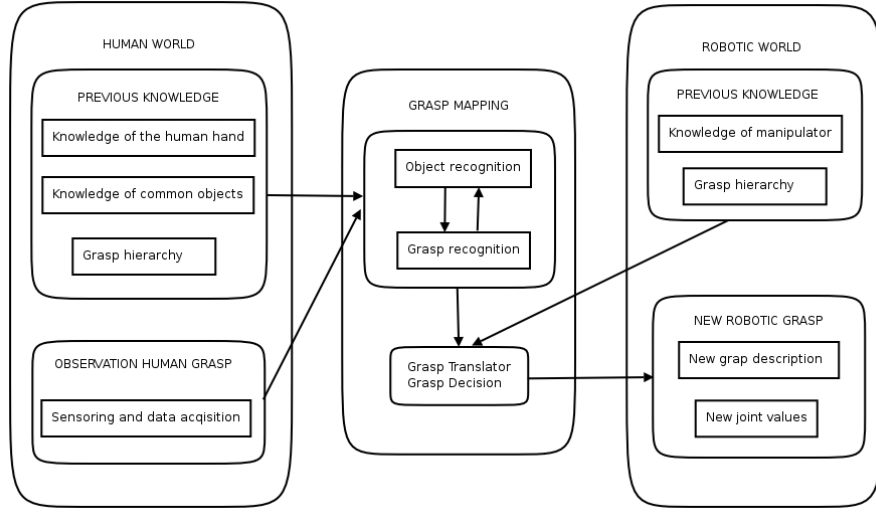 HUMAN WORLD
PREVIOUS KNOWLEDGE
Knowledge of the human hand
Knowledge of common objects
Grasp hierarchy
OBSERVATION HUMAN GRASP
Sensoring and data acqisition
GRASP MAPPING
Object recognition
Grasp recognition
Grasp Translator
Grasp Decision
ROBOTIC WORLD
PREVIOUS KNOWLEDGE
Knowledge of manipulator
Grasp hierarchy
NEW ROBOTIC GRASP
New grap description
New joint values